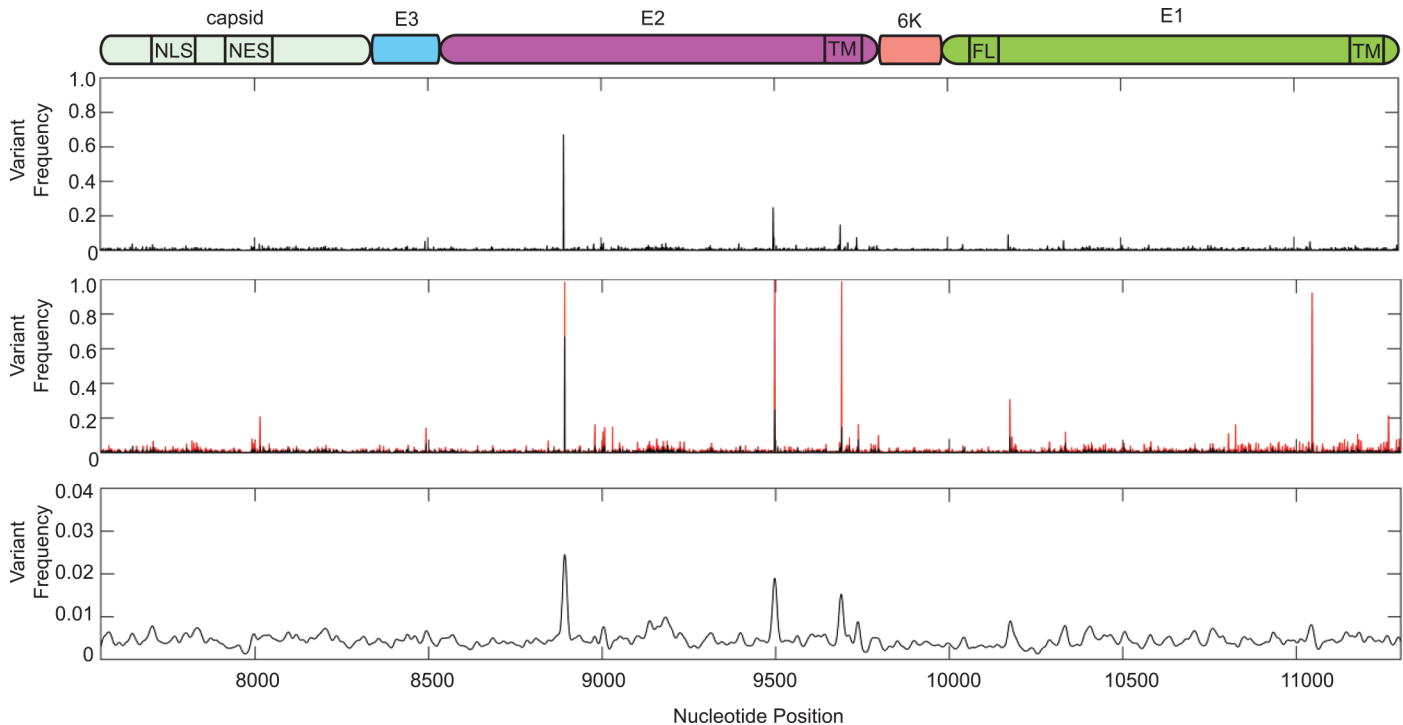 capsid E3 E2 6K E1
NLS NES TM FL TM
1.0
0.8
0.6
0.4
0.2
0
Variant
Frequency
1.0
0.8
0.6
0.4
0.2
0
Variant
Frequency
0.04
0.03
0.02
0.01
0
Variant
Frequency
8000 8500 9000 9500 10000 10500 11000
Nucleotide Position